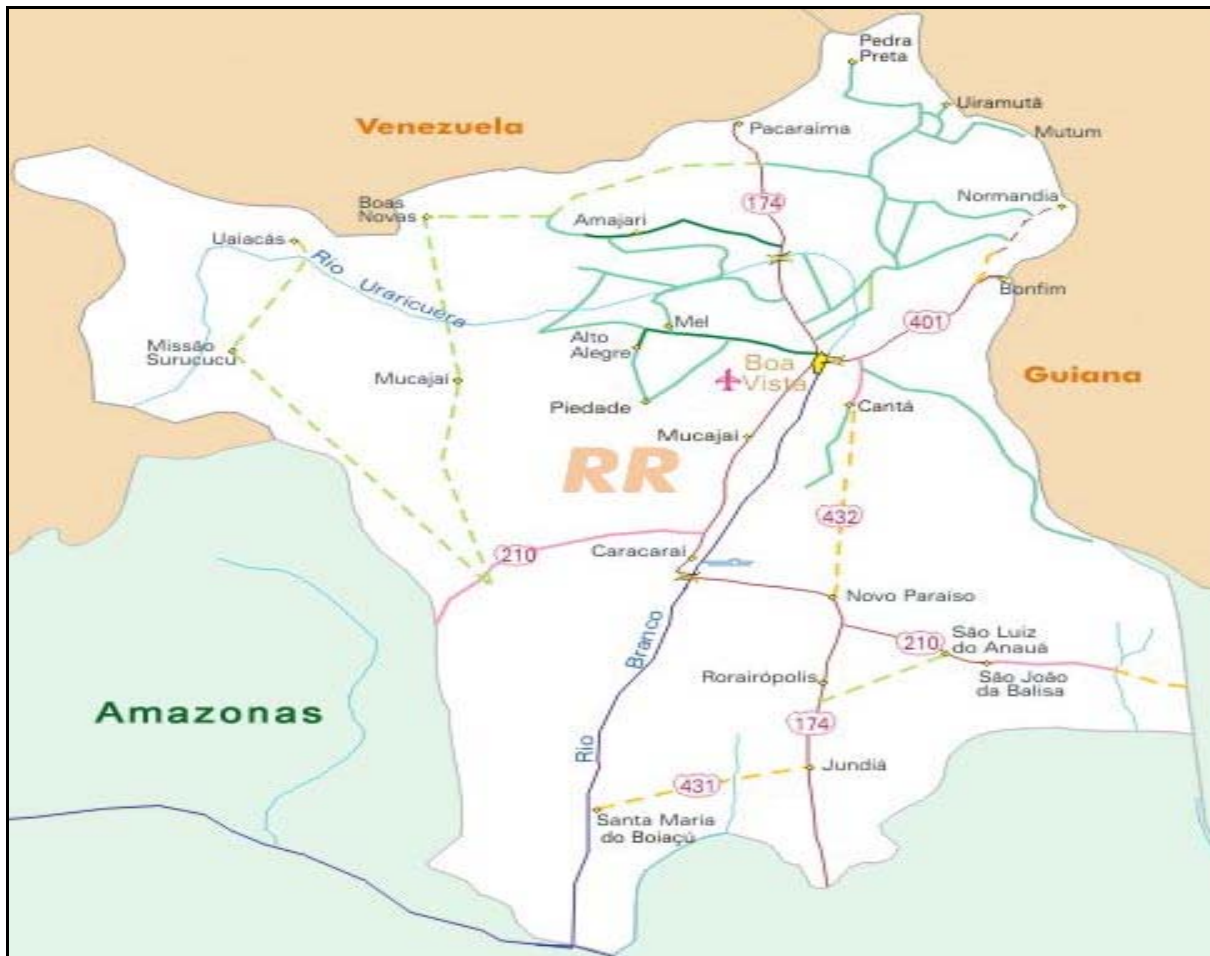 Pedra
Preta
Uiramutã
Venezuela
Pacaraima
Mutum
174
Normandia
Boas
Novas
Amajari
Uaiacás
Rio Uraricuera
Bonfim
401
Mel
Missão
Surucucu
Alto
Alegre
Boa
Vista
Guiana
Mucajaí
Piedade
Cantá
Mucajaí
RR
432
210
Caracaraí
Novo Paraiso
Rio Branco
210
São Luiz
do Anauá
Rorairópolis
São João
da Balisa
Amazonas
174
Jundiá
431
Santa Maria
do Boiaçú